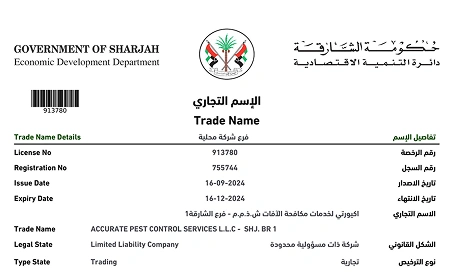 GOVERNMENT OF SHARJAH
Economic Development Department
حكومة الشارقة
دائرة التنمية الاقتصادية
913780
الإسم التجاري
Trade Name
Trade Name Details فرع شركة محلية تفاصيل الإسم
License No 913780 رقم الرخصة
Registration No 755744 رقم السجل
Issue Date 16-09-2024 تاريخ الاصدار
Expiry Date 16-12-2024 تاريخ الانتهاء
اكيورتي لخدمات مكافحة الآفات ش.ذ.م.م - فرع الشارقة1 الاسم التجاري
Trade Name ACCURATE PEST CONTROL SERVICES L.L.C - SHJ. BR 1
Legal State Limited Liability Company شركة ذات مسؤولية محدودة الشكل القانوني
Type State Trading تجارية نوع الترخيص